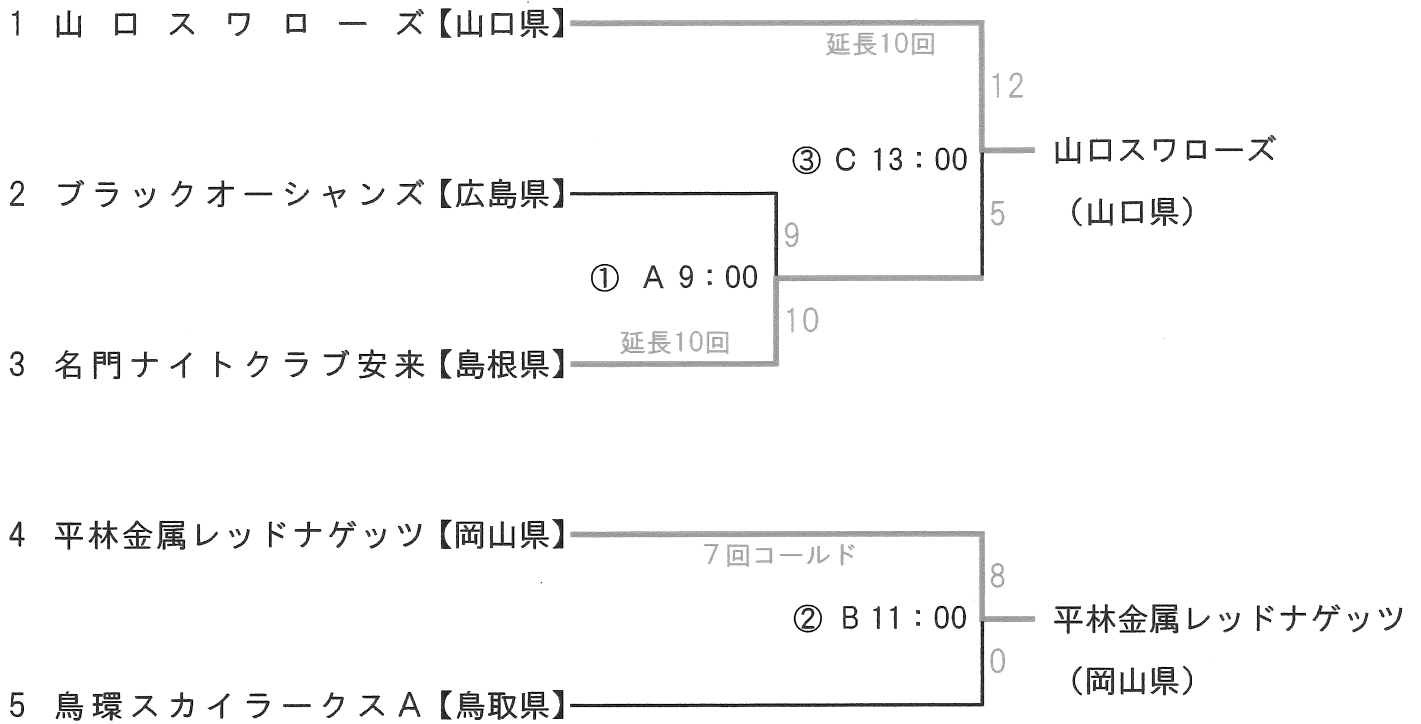 1 山口スワローズ【山口県】
延長10回
12
③ C 13：00
山口スワローズ
（山口県）
5
2 ブラックオーシャンズ【広島県】
9
① A 9：00
10
延長10回
3 名門ナイトクラブ安来【島根県】
4 平林金属レッドナゲッツ【岡山県】
7回コールド
8
② B 11：00
平林金属レッドナゲッツ
（岡山県）
0
5 鳥環スカイラークスA【鳥取県】